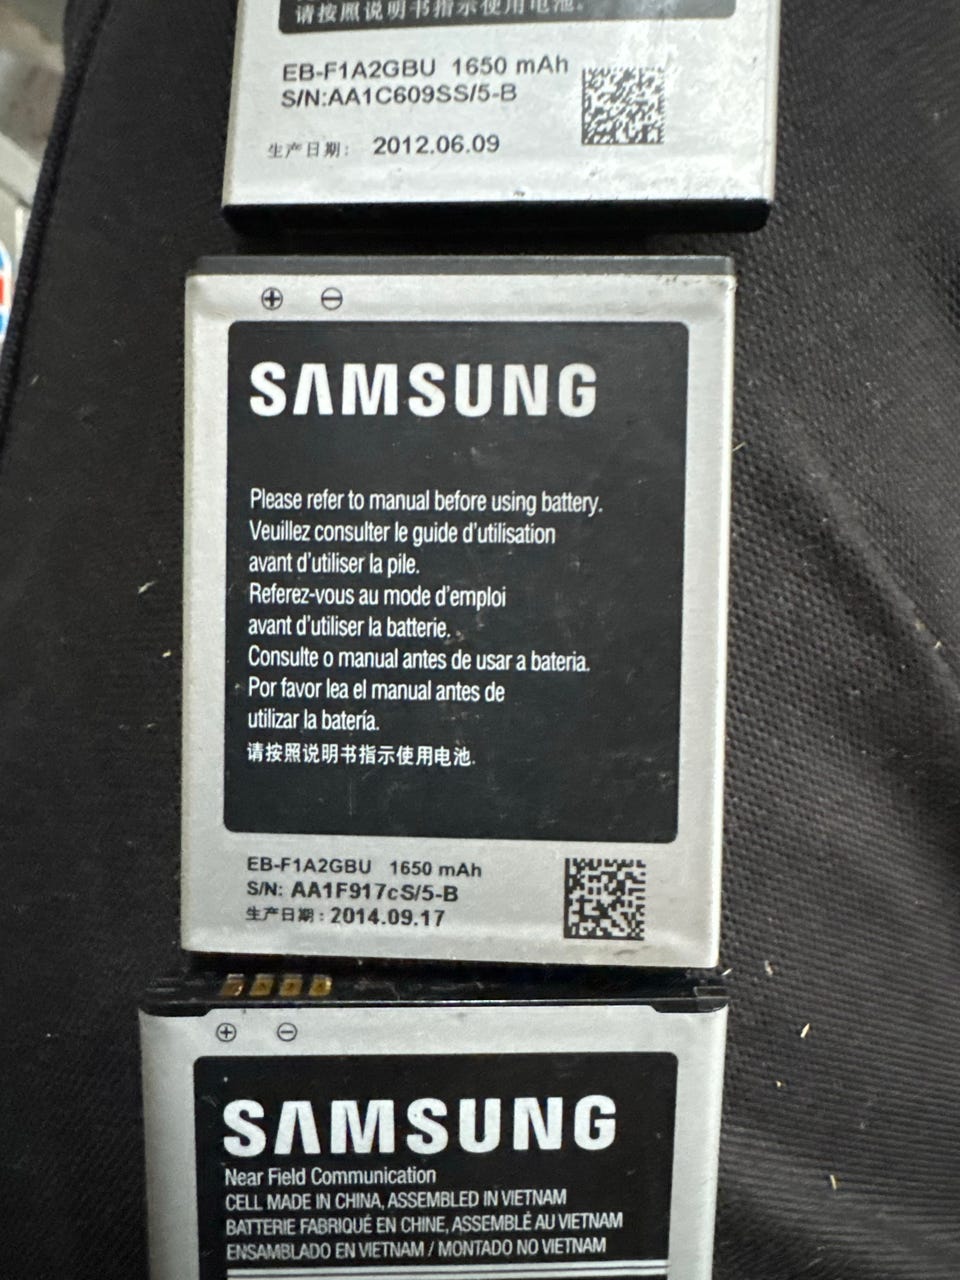 请按照说明书指示使用电池。
EB-F1A2GBU 1650 mAh
S/N:AA1C609SS/5-B
生产日期: 2012.06.09
⊕ ⊖
SAMSUNG
Please refer to manual before using battery.
Veuillez consulter le guide d'utilisation
avant d'utiliser la pile.
Referez-vous au mode d'emploi
avant d'utiliser la batterie.
Consulte o manual antes de usar a bateria.
Por favor lea el manual antes de
utilizar la batería.
请按照说明书指示使用电池.
EB-F1A2GBU 1650 mAh
S/N: AA1F917cS/5-B
生产日期: 2014.09.17
⊕ ⊖
SAMSUNG
Near Field Communication
CELL MADE IN CHINA, ASSEMBLED IN VIETNAM
BATTERIE FABRIQUÉ EN CHINE, ASSEMBLÉ AU VIETNAM
ENSAMBLADO EN VIETNAM / MONTADO NO VIETNAM